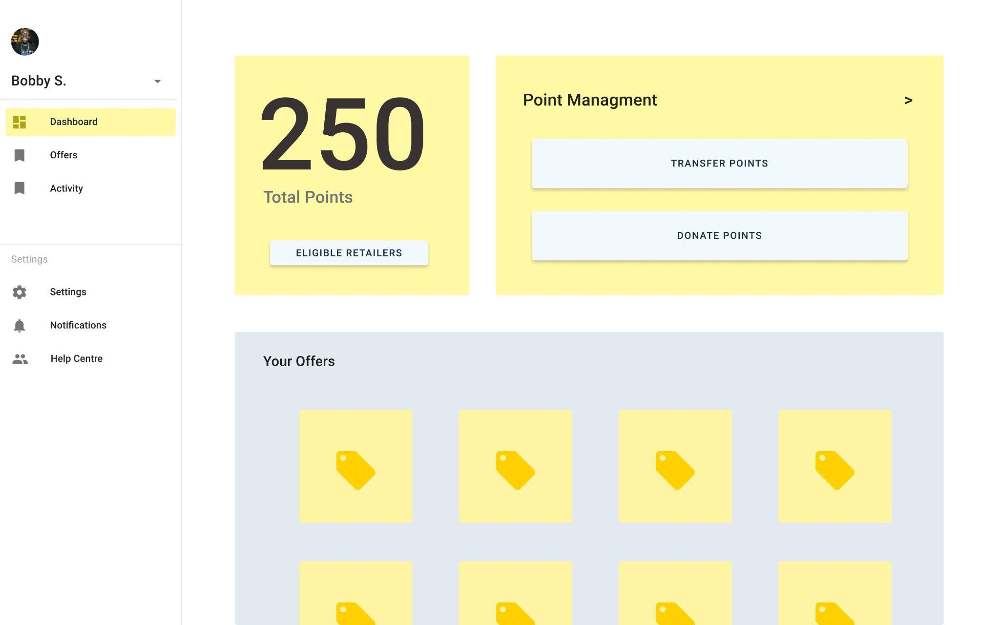 Bobby S.
Dashboard
Offers
Activity
Settings
Settings
Notifications
Help Centre
250
Total Points
ELIGIBLE RETAILERS
Point Managment
>
TRANSFER POINTS
DONATE POINTS
Your Offers